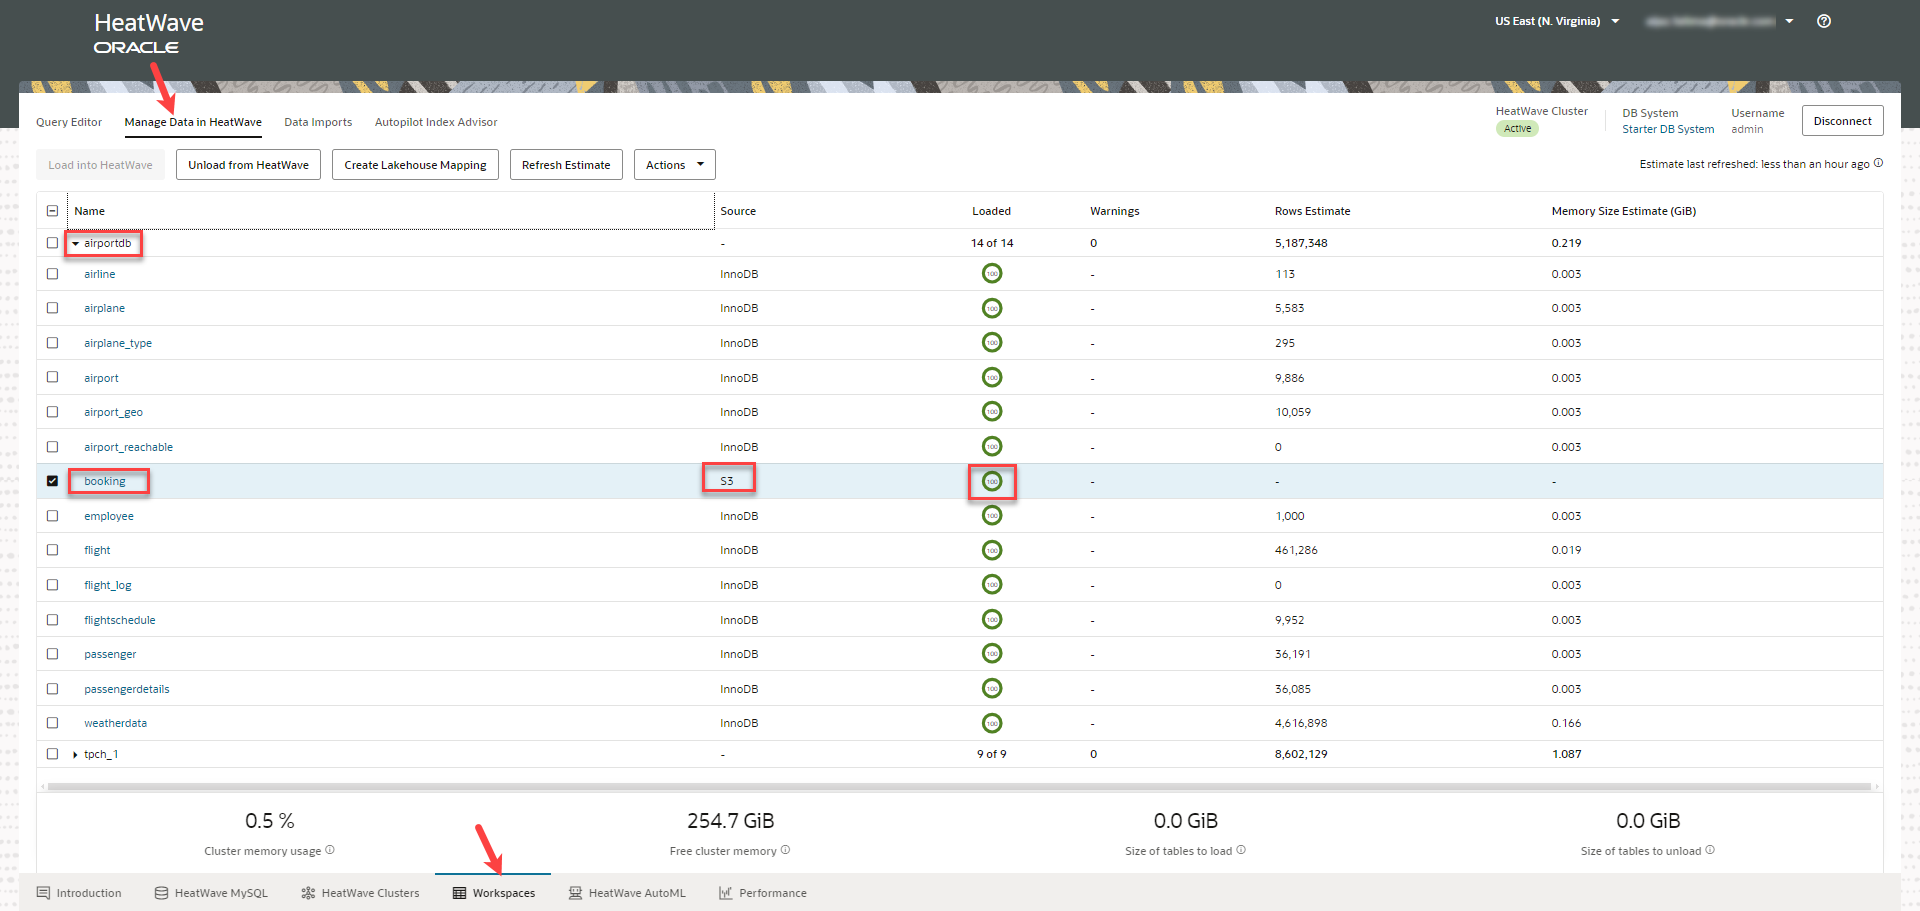 HeatWave
ORACLE
US East (N. Virginia)
Query Editor Manage Data in HeatWave Data Imports Autopilot Index Advisor
HeatWave Cluster
Active
DB System
Starter DB System
Username
admin
Disconnect
Load into HeatWave Unload from HeatWave Create Lakehouse Mapping Refresh Estimate Actions
Estimate last refreshed: less than an hour ago
Name Source Loaded Warnings Rows Estimate Memory Size Estimate (GiB)
airportdb - 14 of 14 0 5,187,348 0.219
airline InnoDB 100 - 113 0.003
airplane InnoDB 100 - 5,583 0.003
airplane_type InnoDB 100 - 295 0.003
airport InnoDB 100 - 9,886 0.003
airport_geo InnoDB 100 - 10,059 0.003
airport_reachable InnoDB 100 - 0 0.003
booking S3 100 - - -
employee InnoDB 100 - 1,000 0.003
flight InnoDB 100 - 461,286 0.019
flight_log InnoDB 100 - 0 0.003
flightschedule InnoDB 100 - 9,952 0.003
passenger InnoDB 100 - 36,191 0.003
passengerdetails InnoDB 100 - 36,085 0.003
weatherdata InnoDB 100 - 4,616,898 0.166
tpch_1 - 9 of 9 0 8,602,129 1.087
0.5 % 254.7 GiB 0.0 GiB 0.0 GiB
Cluster memory usage Free cluster memory Size of tables to load Size of tables to unload
Introduction HeatWave MySQL HeatWave Clusters Workspaces HeatWave AutoML Performance